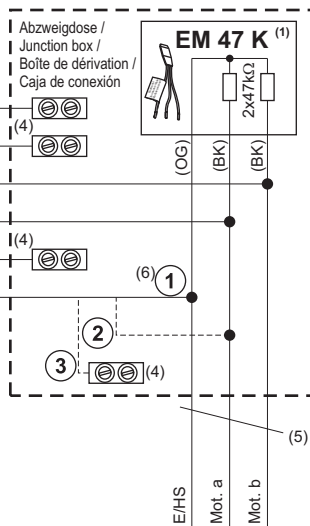 Abzweigdose /
Junction box /
Boîte de dérivation /
Caja de conexión
EM 47 K (1)
2x47kΩ
(4)
(OG)
(BK)
(BK)
(4)
(6)
1
2
3
(4)
(5)
E/HS
Mot. a
Mot. b